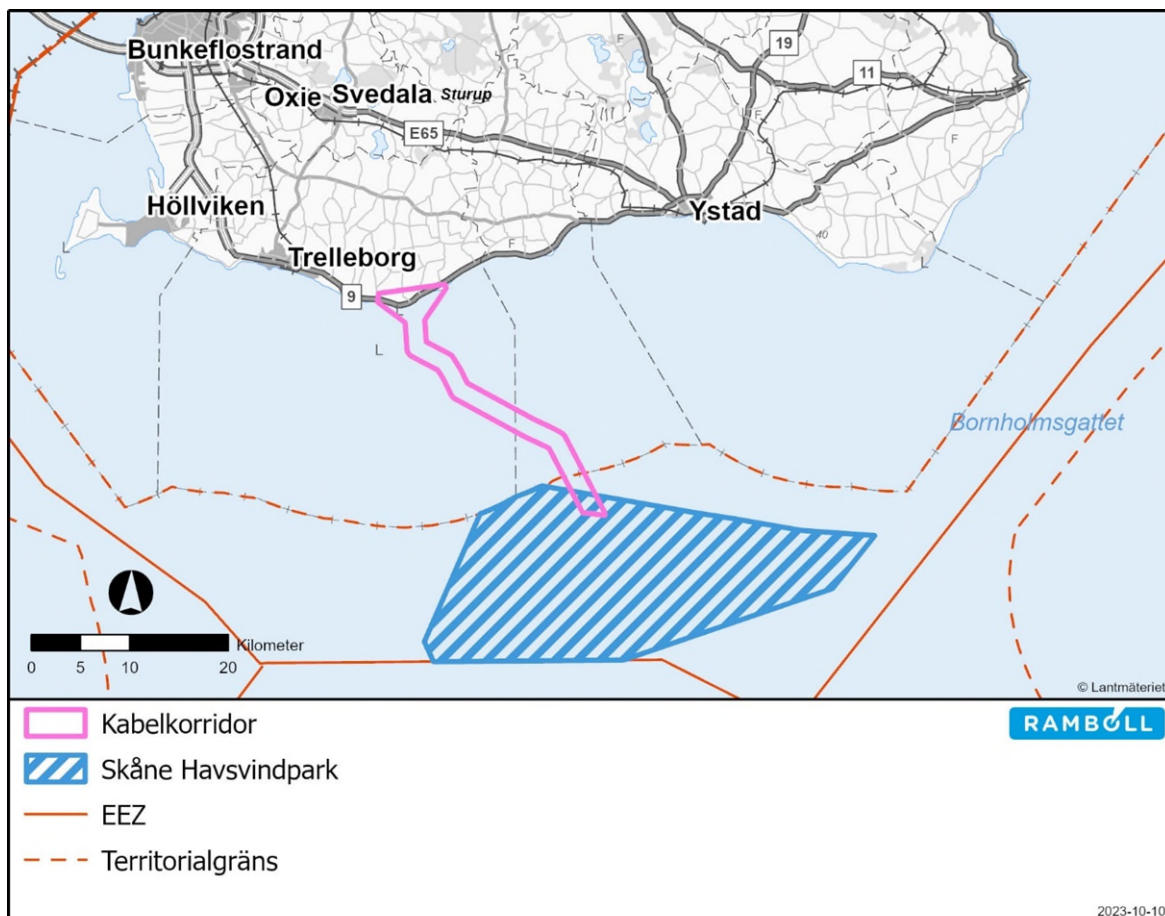 Bunkeflostrand
19
F
11
Oxie
Svedala
Sturup
F
E65
F
Höllviken
Ystad
L
Trelleborg
F
40
L
9
L
L
Bornholmsgattet
Kilometer
0 5 10 20
© Lantmäteriet
Kabelkorridor
RAMBOLL
Skåne Havsvindpark
EEZ
Territorialgräns
2023-10-10